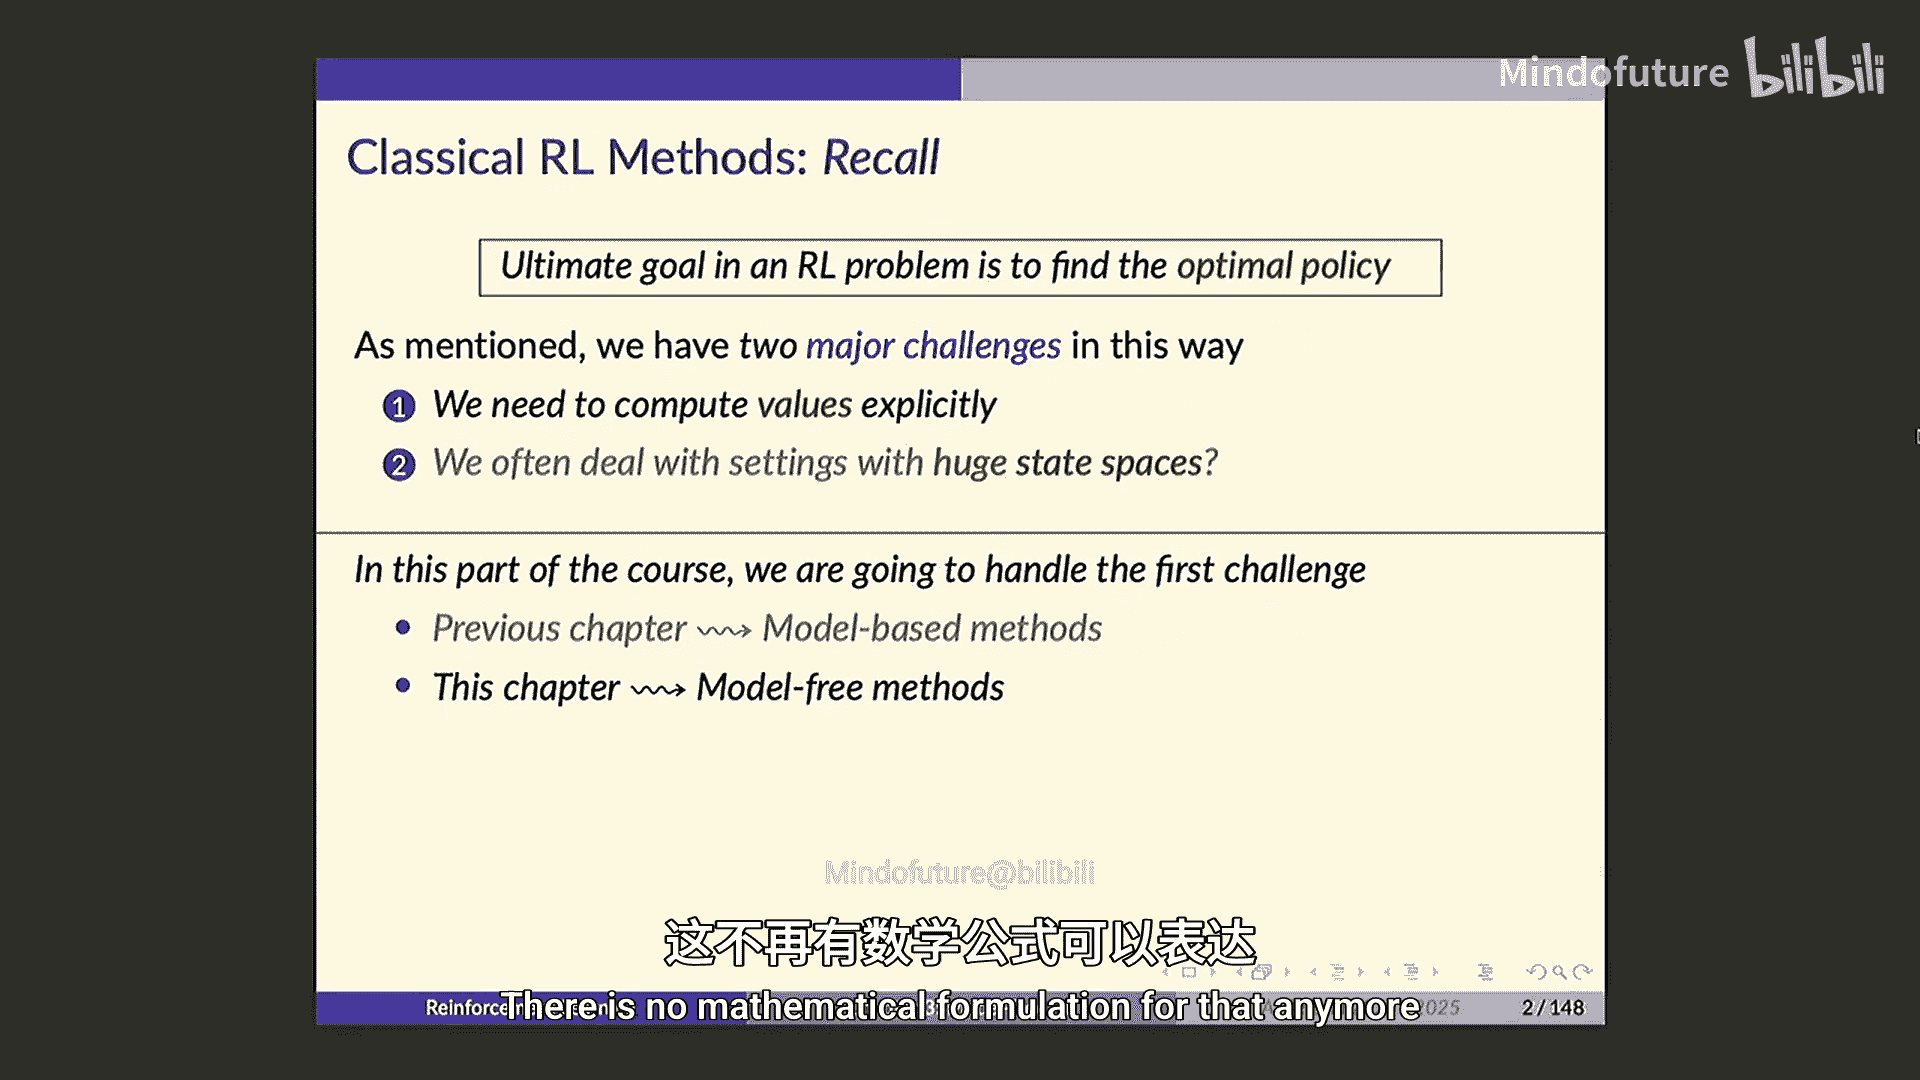 Mindofuture bilibili
Classical RL Methods: Recall
Ultimate goal in an RL problem is to find the optimal policy
As mentioned, we have two major challenges in this way
1 We need to compute values explicitly
2 We often deal with settings with huge state spaces?
In this part of the course, we are going to handle the first challenge
• Previous chapter ⇝ Model-based methods
• This chapter ⇝ Model-free methods
Mindofuture@bilibili
这不再有数学公式可以表达
There is no mathematical formulation for that anymore
2 / 148